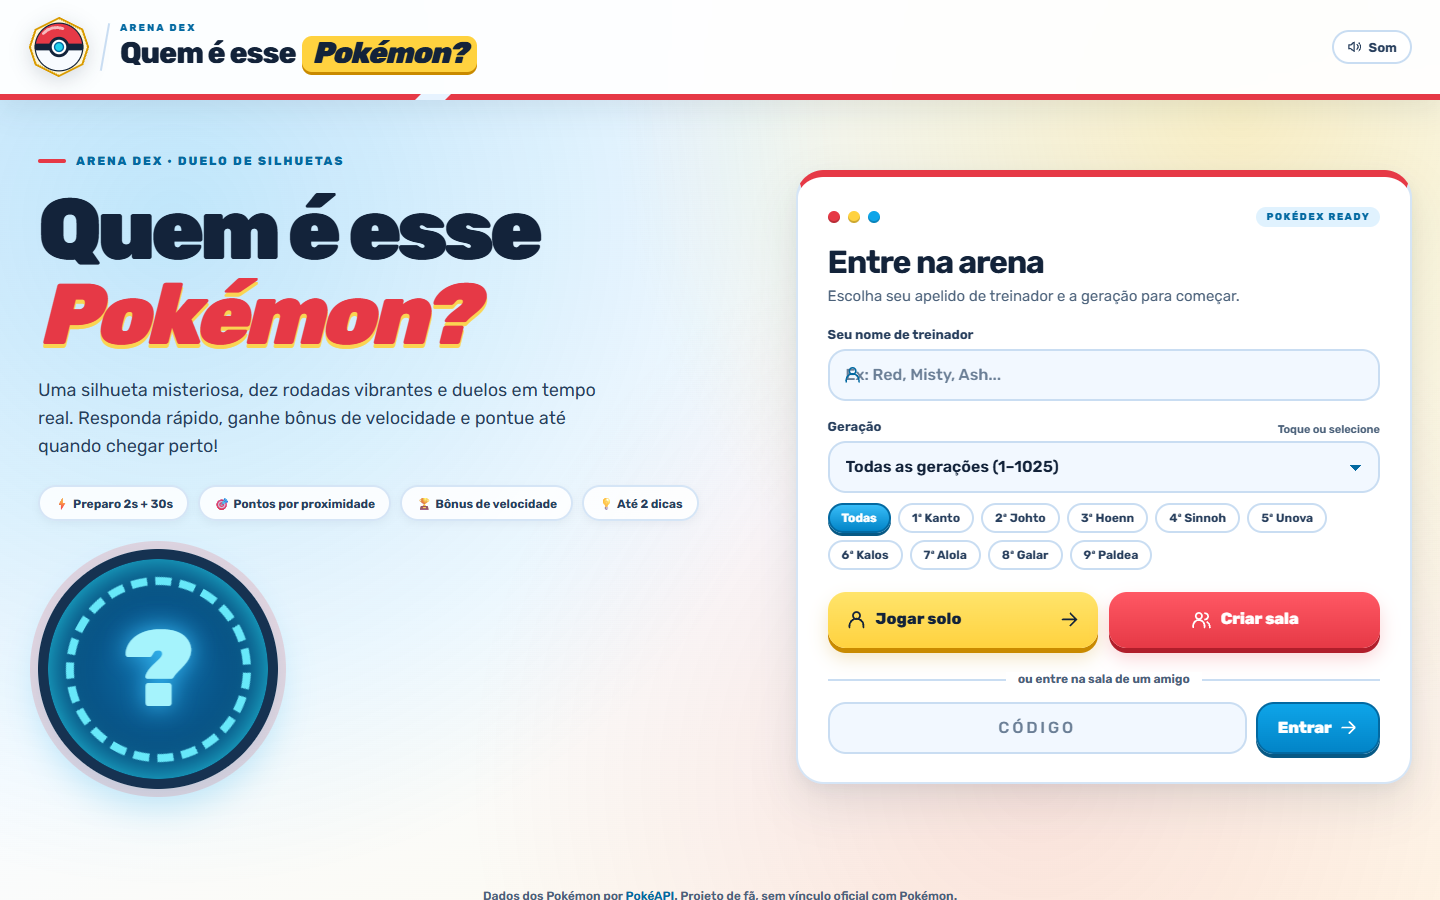 ARENA DEX
Quem é esse Pokémon?
Som
ARENA DEX • DUELO DE SILHUETAS
Quem é esse
Pokémon?
Uma silhueta misteriosa, dez rodadas vibrantes e duelos em tempo
real. Responda rápido, ganhe bônus de velocidade e pontue até
quando chegar perto!
Preparo 2s + 30s
Pontos por proximidade
Bônus de velocidade
Até 2 dicas
?
POKÉDEX READY
Entre na arena
Escolha seu apelido de treinador e a geração para começar.
Seu nome de treinador
Ex: Red, Misty, Ash...
Geração
Toque ou selecione
Todas as gerações (1–1025)
Todas
1ª Kanto
2ª Johto
3ª Hoenn
4ª Sinnoh
5ª Unova
6ª Kalos
7ª Alola
8ª Galar
9ª Paldea
Jogar solo
Criar sala
ou entre na sala de um amigo
CÓDIGO
Entrar
Dados dos Pokémon por PokéAPI. Projeto de fã, sem vínculo oficial com Pokémon.